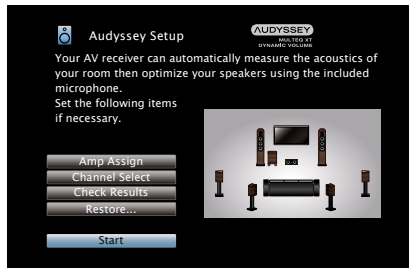 Audyssey Setup
AUDYSSEY
MULTEQ XT
DYNAMIC VOLUME
Your AV receiver can automatically measure the acoustics of
your room then optimize your speakers using the included
microphone.
Set the following items
if necessary.
Amp Assign
Channel Select
Check Results
Restore...
Start